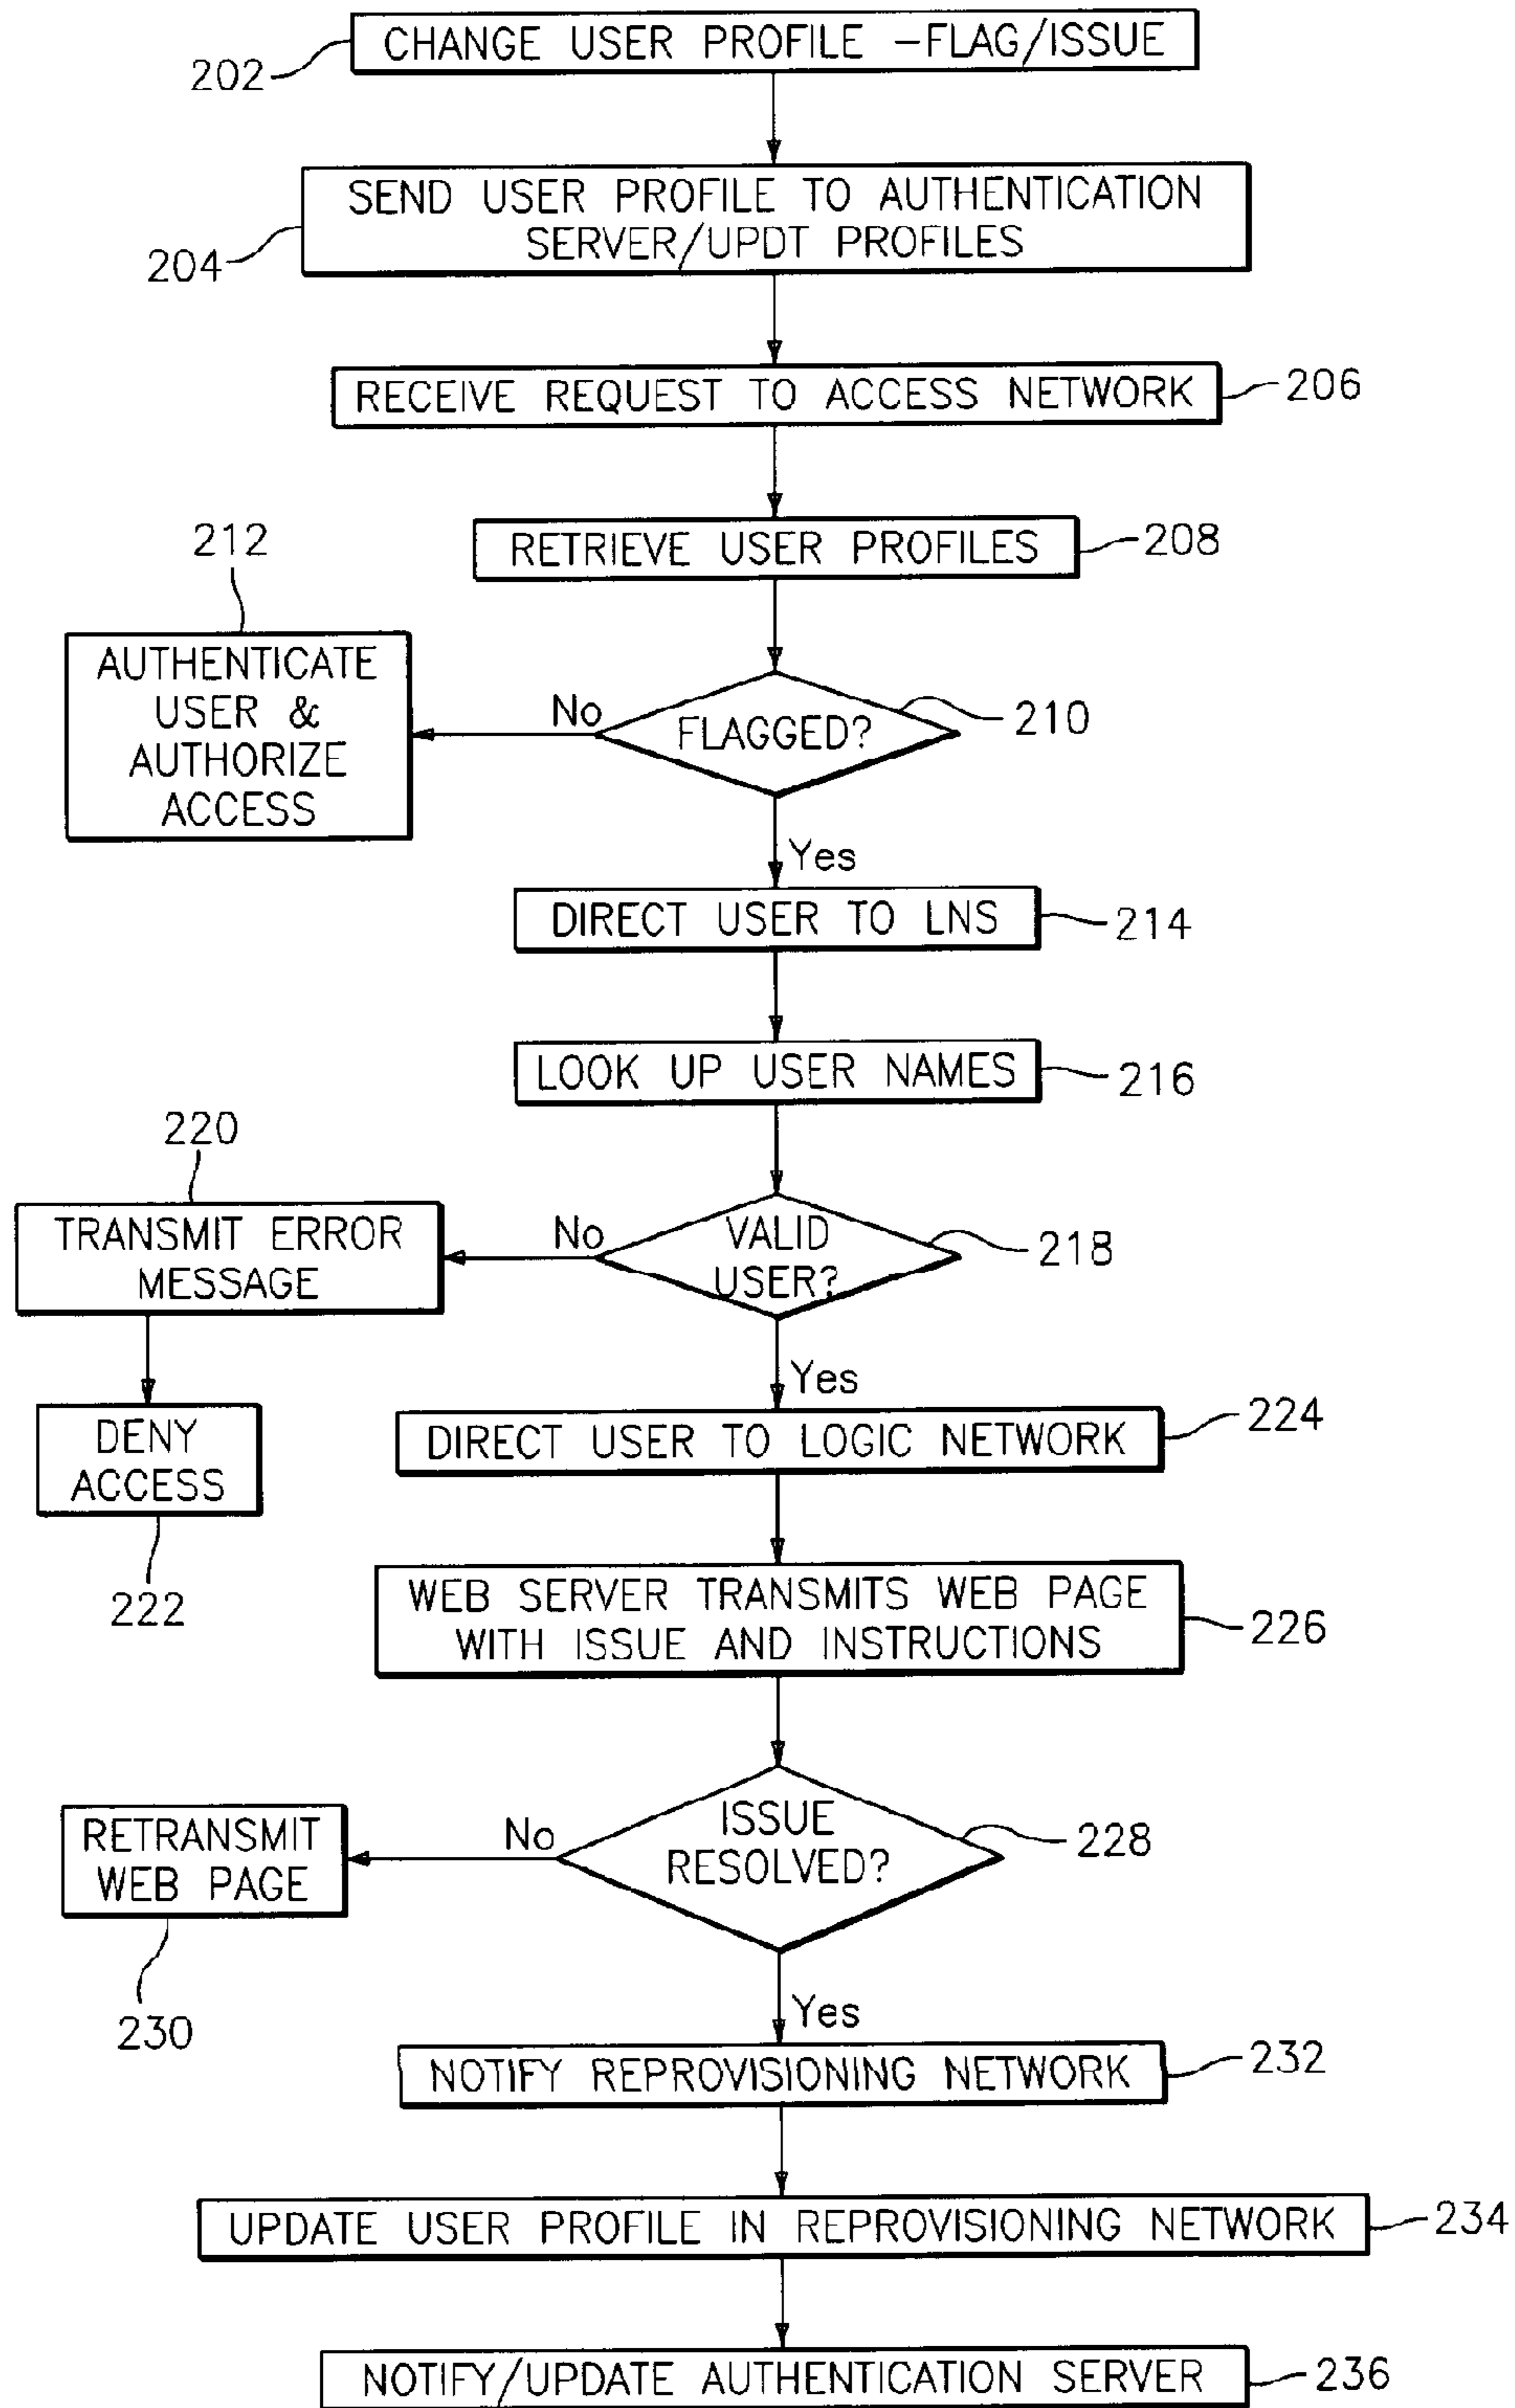 CHANGE USER PROFILE -FLAG/ISSUE
202
SEND USER PROFILE TO AUTHENTICATION
SERVER/UPDT PROFILES
204
RECEIVE REQUEST TO ACCESS NETWORK
206
RETRIEVE USER PROFILES
208
212
AUTHENTICATE
USER &
AUTHORIZE
ACCESS
No
FLAGGED?
210
Yes
DIRECT USER TO LNS
214
LOOK UP USER NAMES
216
220
TRANSMIT ERROR
MESSAGE
No
VALID
USER?
218
Yes
DENY
ACCESS
222
DIRECT USER TO LOGIC NETWORK
224
WEB SERVER TRANSMITS WEB PAGE
WITH ISSUE AND INSTRUCTIONS
226
RETRANSMIT
WEB PAGE
230
No
ISSUE
RESOLVED?
228
Yes
NOTIFY REPROVISIONING NETWORK
232
UPDATE USER PROFILE IN REPROVISIONING NETWORK
234
NOTIFY/UPDATE AUTHENTICATION SERVER
236